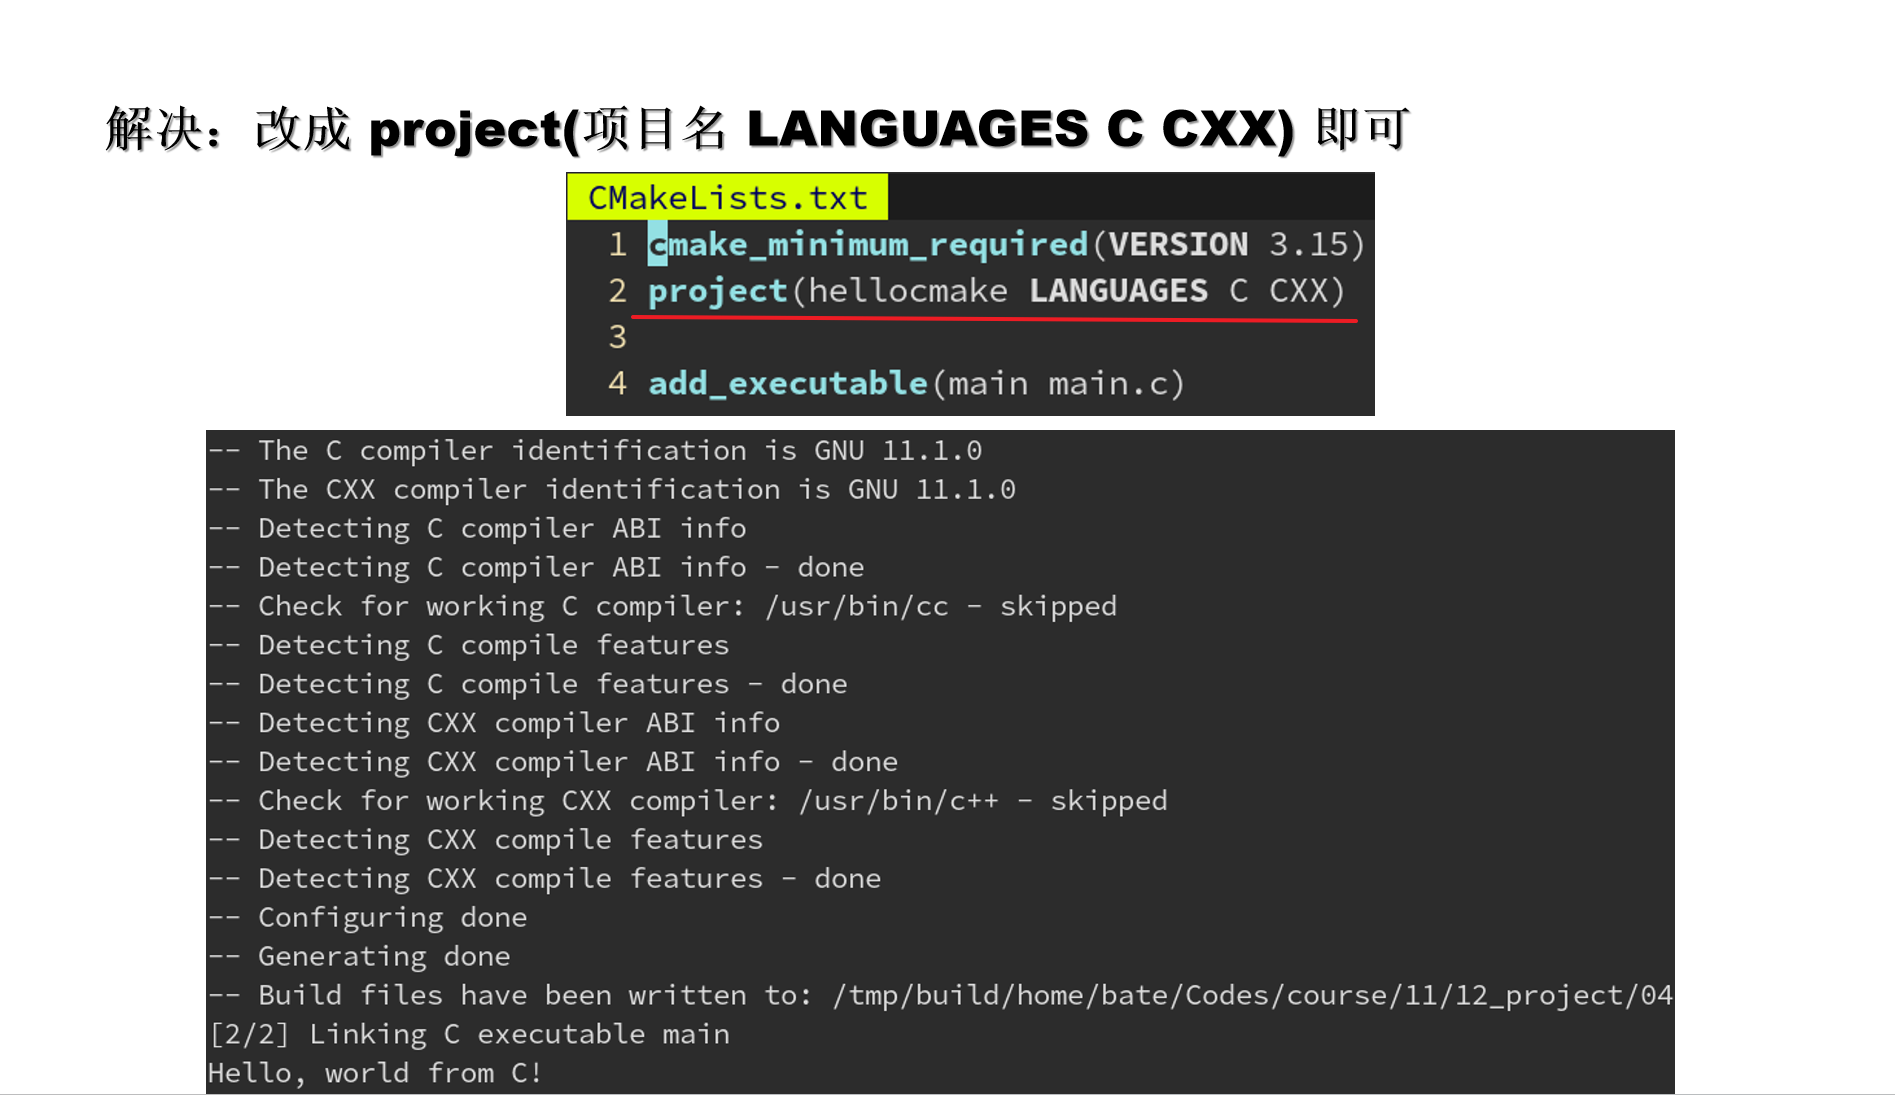 解决：改成 project(项目名 LANGUAGES C CXX) 即可
CMakeLists.txt
1 cmake_minimum_required(VERSION 3.15)
2 project(hellocmake LANGUAGES C CXX)
3
4 add_executable(main main.c)
-- The C compiler identification is GNU 11.1.0
-- The CXX compiler identification is GNU 11.1.0
-- Detecting C compiler ABI info
-- Detecting C compiler ABI info - done
-- Check for working C compiler: /usr/bin/cc - skipped
-- Detecting C compile features
-- Detecting C compile features - done
-- Detecting CXX compiler ABI info
-- Detecting CXX compiler ABI info - done
-- Check for working CXX compiler: /usr/bin/c++ - skipped
-- Detecting CXX compile features
-- Detecting CXX compile features - done
-- Configuring done
-- Generating done
-- Build files have been written to: /tmp/build/home/bate/Codes/course/11/12_project/04
[2/2] Linking C executable main
Hello, world from C!